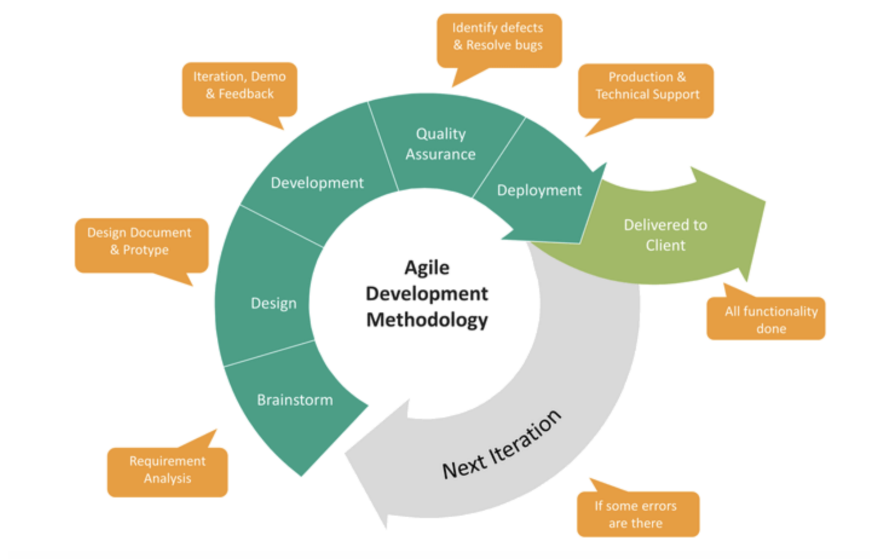 Identify defects
& Resolve bugs
Iteration, Demo
& Feedback
Production &
Technical Support
Quality
Assurance
Development
Deployment
Design Document
& Protype
Delivered to
Client
Agile
Development
Methodology
Design
All functionality
done
Brainstorm
Next Iteration
Requirement
Analysis
If some errors
are there